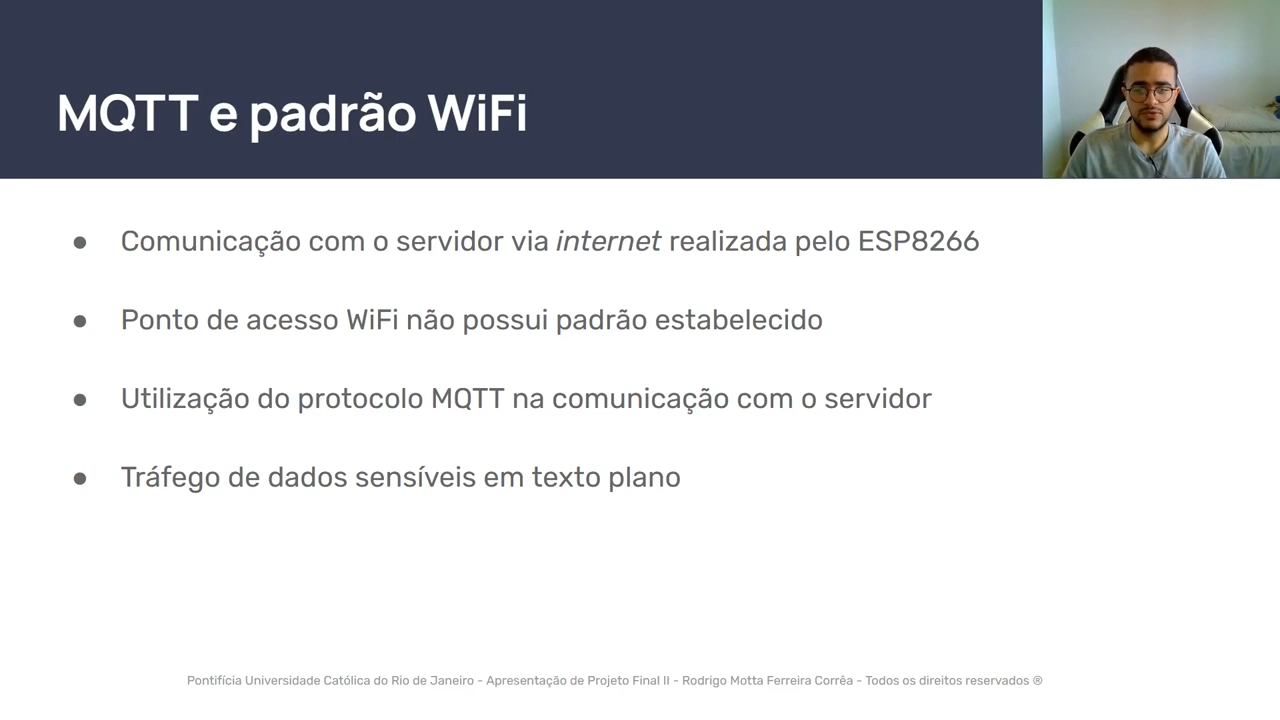 MQTT e padrão WiFi
● Comunicação com o servidor via internet realizada pelo ESP8266
● Ponto de acesso WiFi não possui padrão estabelecido
● Utilização do protocolo MQTT na comunicação com o servidor
● Tráfego de dados sensíveis em texto plano
Pontifícia Universidade Católica do Rio de Janeiro - Apresentação de Projeto Final II - Rodrigo Motta Ferreira Corrêa - Todos os direitos reservados ®